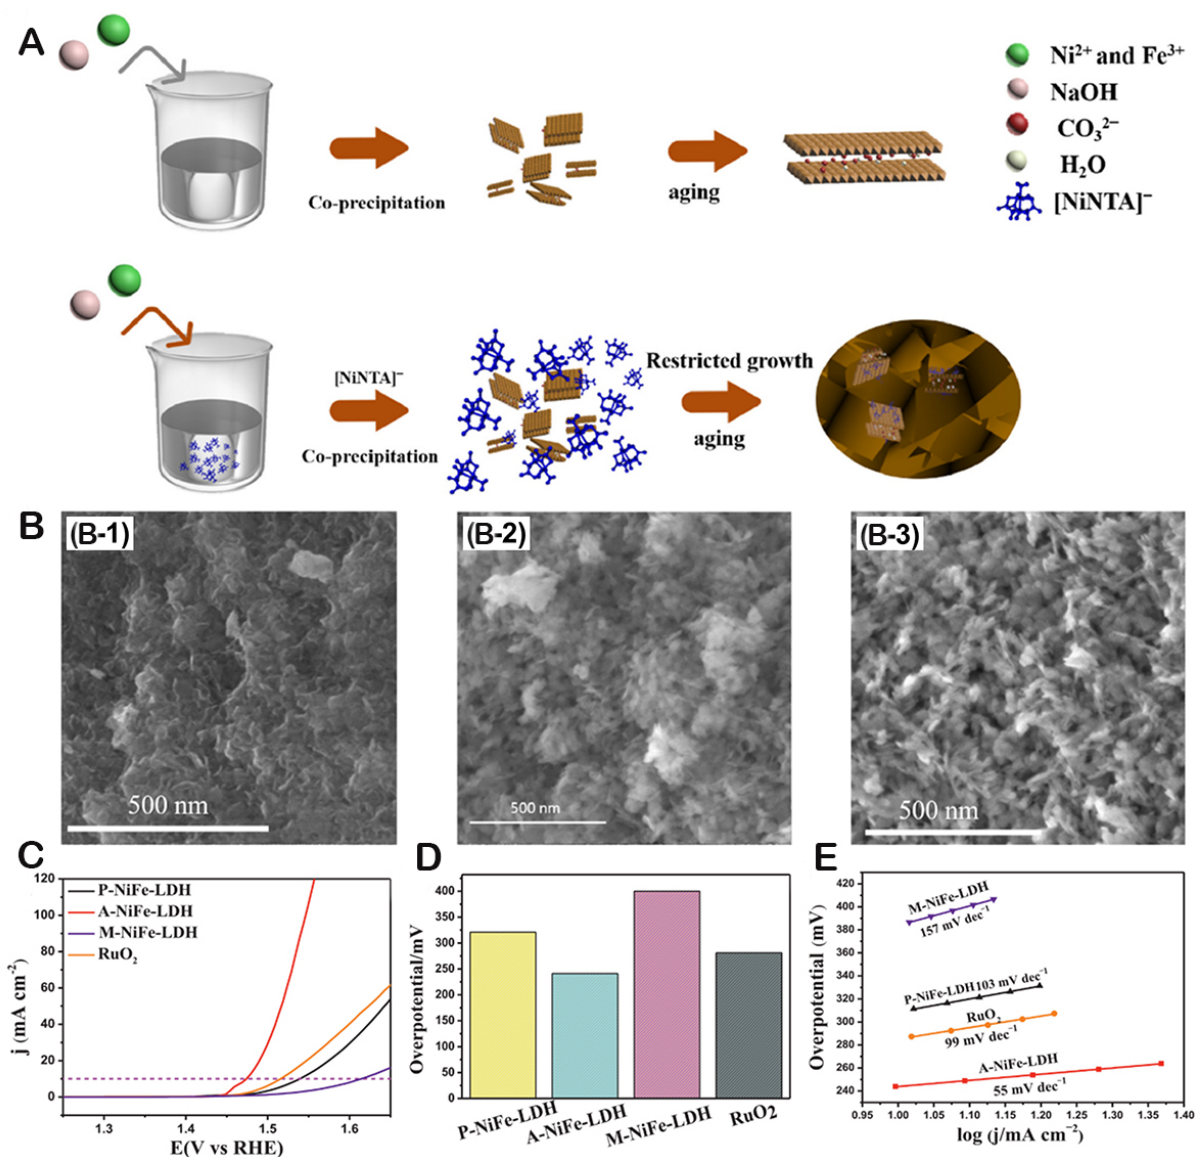 A
Ni²⁺ and Fe³⁺
NaOH
CO₃²⁻
H₂O
[NiNTA]⁻
Co-precipitation
aging
[NiNTA]⁻
Co-precipitation
Restricted growth
aging
B
(B-1)
500 nm
(B-2)
500 nm
(B-3)
500 nm
C
120
100
80
60
40
20
0
j (mA cm⁻²)
P-NiFe-LDH
A-NiFe-LDH
M-NiFe-LDH
RuO₂
1.3
1.4
1.5
1.6
E(V vs RHE)
D
400
350
300
250
200
150
100
50
0
Overpotential/mV
P-NiFe-LDH
A-NiFe-LDH
M-NiFe-LDH
RuO2
E
420
400
380
360
340
320
300
280
260
240
Overpotential (mV)
M-NiFe-LDH
157 mV dec⁻¹
P-NiFe-LDH103 mV dec⁻¹
RuO₂
99 mV dec⁻¹
A-NiFe-LDH
55 mV dec⁻¹
0.95
1.00
1.05
1.10
1.15
1.20
1.25
1.30
1.35
1.40
log (j/mA cm⁻²)